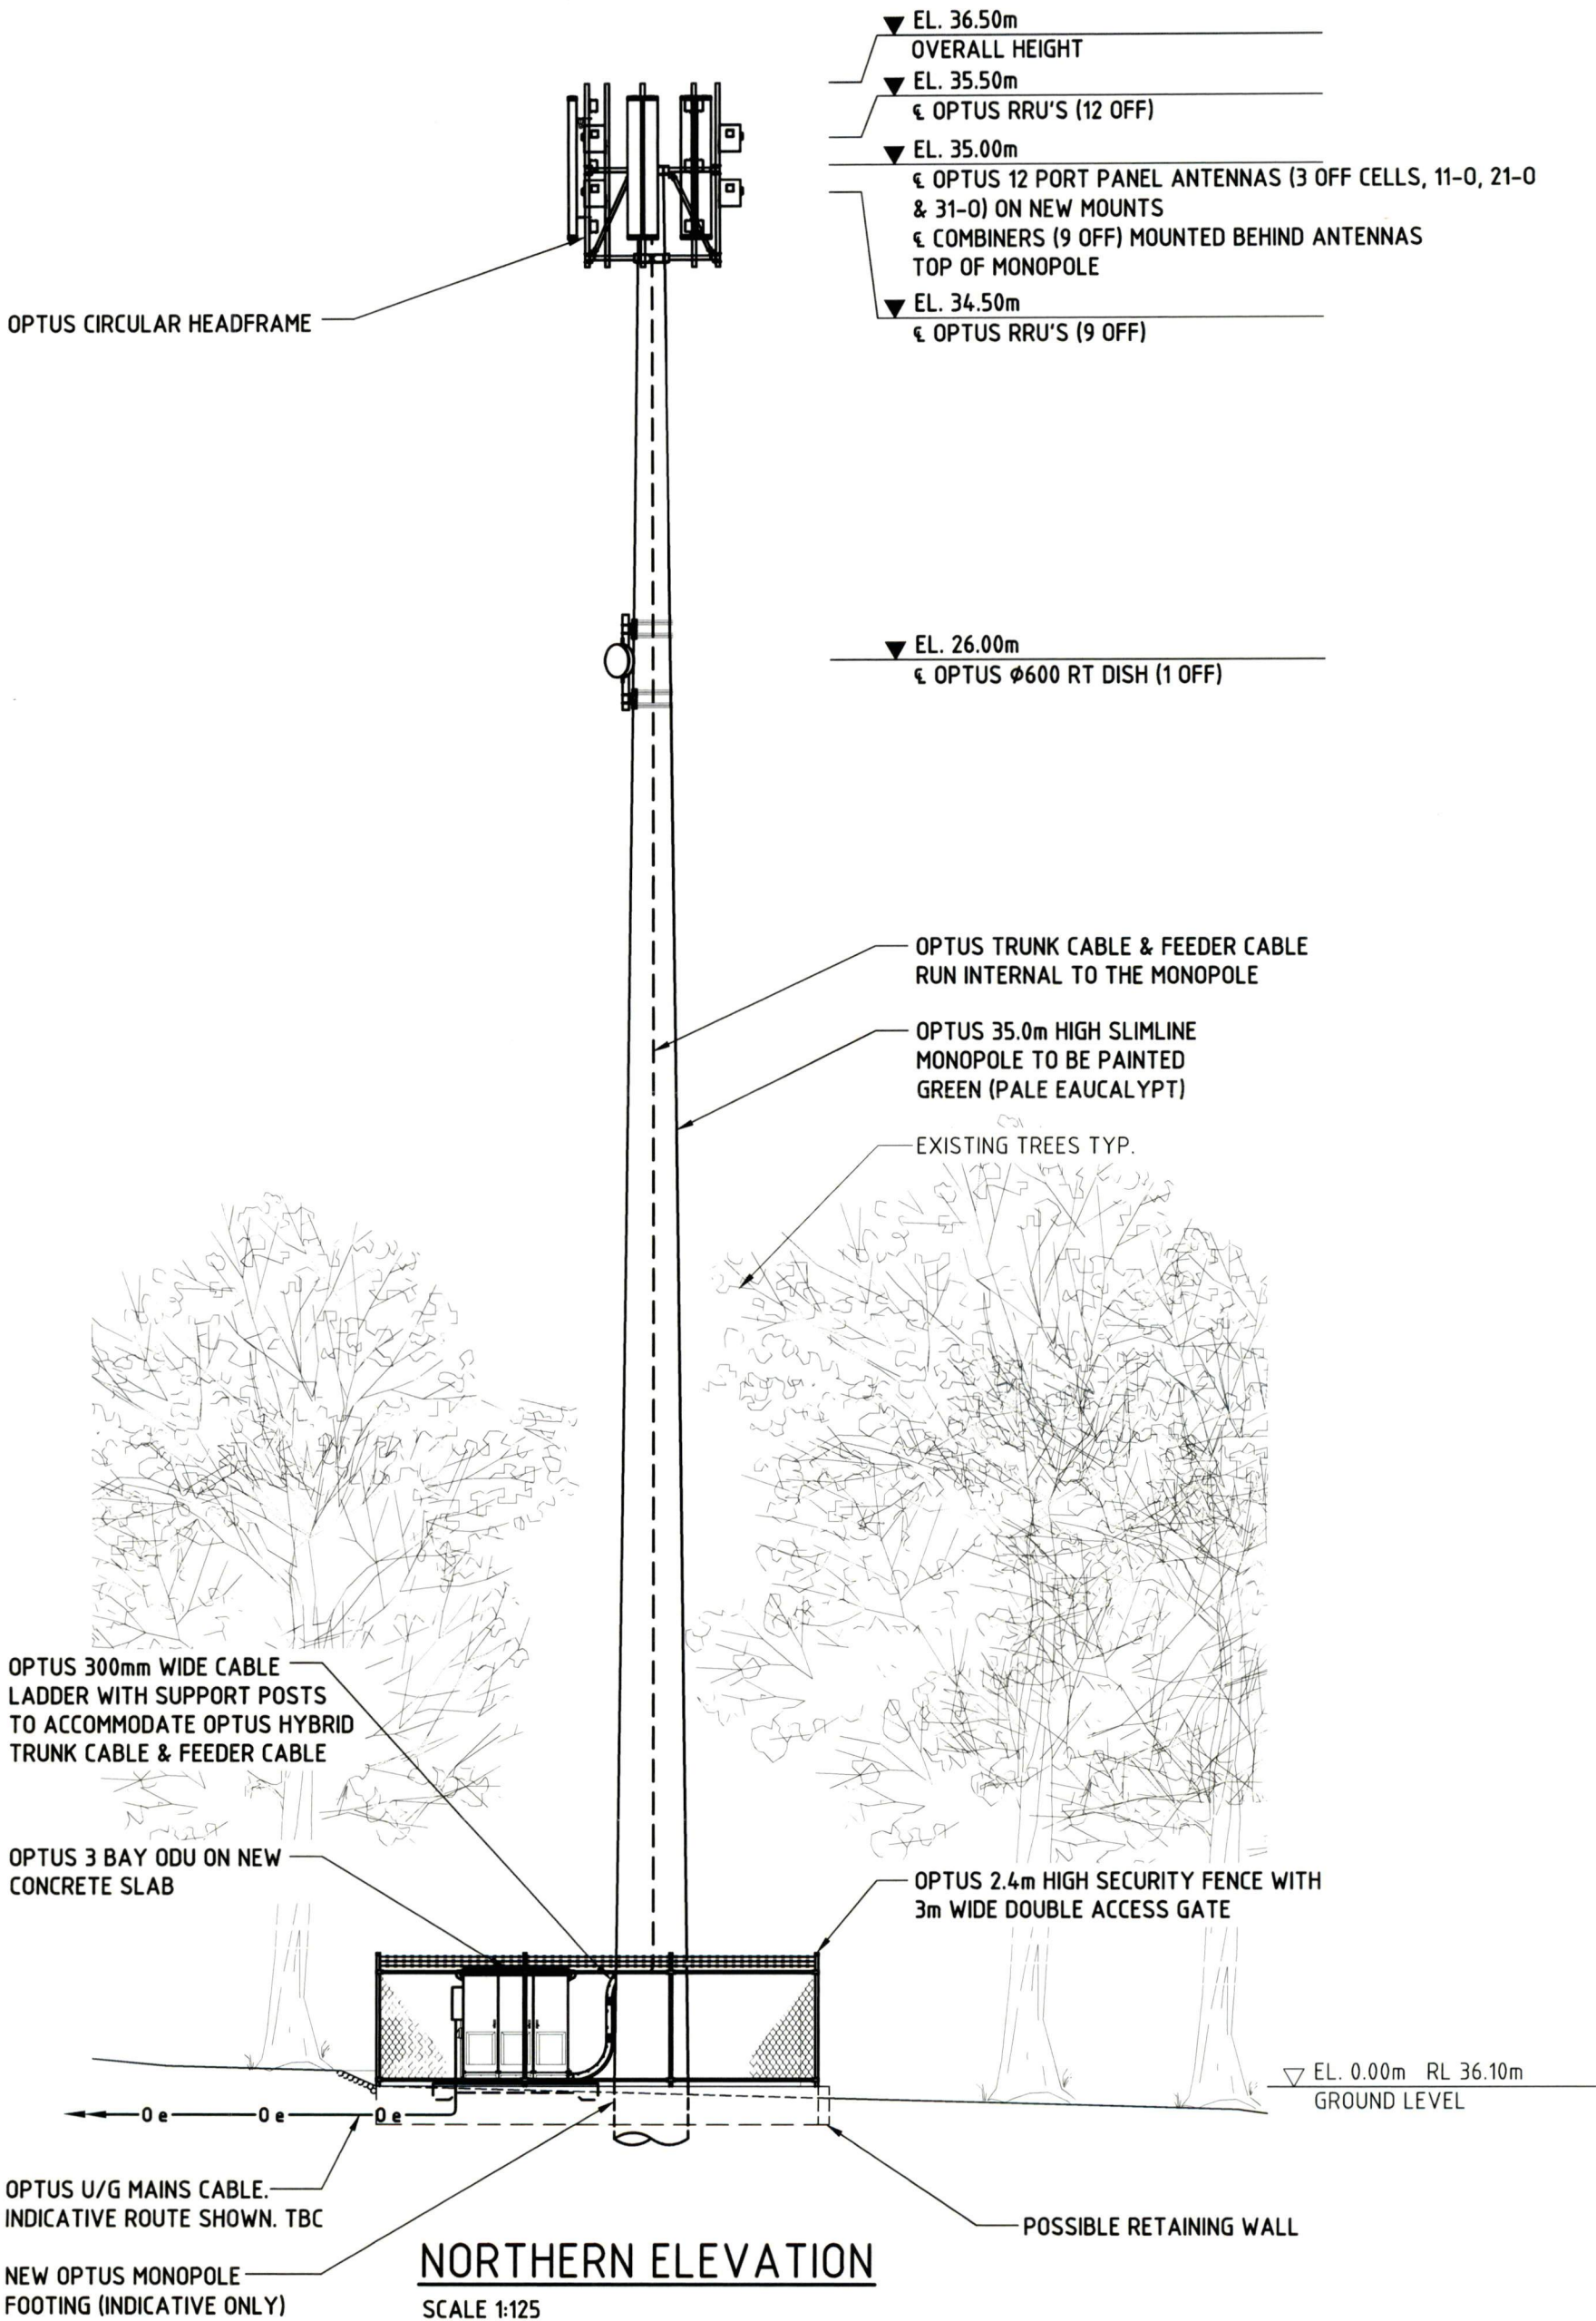 EL. 36.50m
OVERALL HEIGHT
EL. 35.50m
℄ OPTUS RRU'S (12 OFF)
EL. 35.00m
℄ OPTUS 12 PORT PANEL ANTENNAS (3 OFF CELLS, 11-0, 21-0
& 31-0) ON NEW MOUNTS
℄ COMBINERS (9 OFF) MOUNTED BEHIND ANTENNAS
TOP OF MONOPOLE
EL. 34.50m
℄ OPTUS RRU'S (9 OFF)
OPTUS CIRCULAR HEADFRAME
EL. 26.00m
℄ OPTUS Ø600 RT DISH (1 OFF)
OPTUS TRUNK CABLE & FEEDER CABLE
RUN INTERNAL TO THE MONOPOLE
OPTUS 35.0m HIGH SLIMLINE
MONOPOLE TO BE PAINTED
GREEN (PALE EAUCALYPT)
EXISTING TREES TYP.
OPTUS 300mm WIDE CABLE
LADDER WITH SUPPORT POSTS
TO ACCOMMODATE OPTUS HYBRID
TRUNK CABLE & FEEDER CABLE
OPTUS 3 BAY ODU ON NEW
CONCRETE SLAB
OPTUS 2.4m HIGH SECURITY FENCE WITH
3m WIDE DOUBLE ACCESS GATE
EL. 0.00m RL 36.10m
GROUND LEVEL
O e O e O e
OPTUS U/G MAINS CABLE.
INDICATIVE ROUTE SHOWN. TBC
POSSIBLE RETAINING WALL
NEW OPTUS MONOPOLE
FOOTING (INDICATIVE ONLY)
NORTHERN ELEVATION
SCALE 1:125